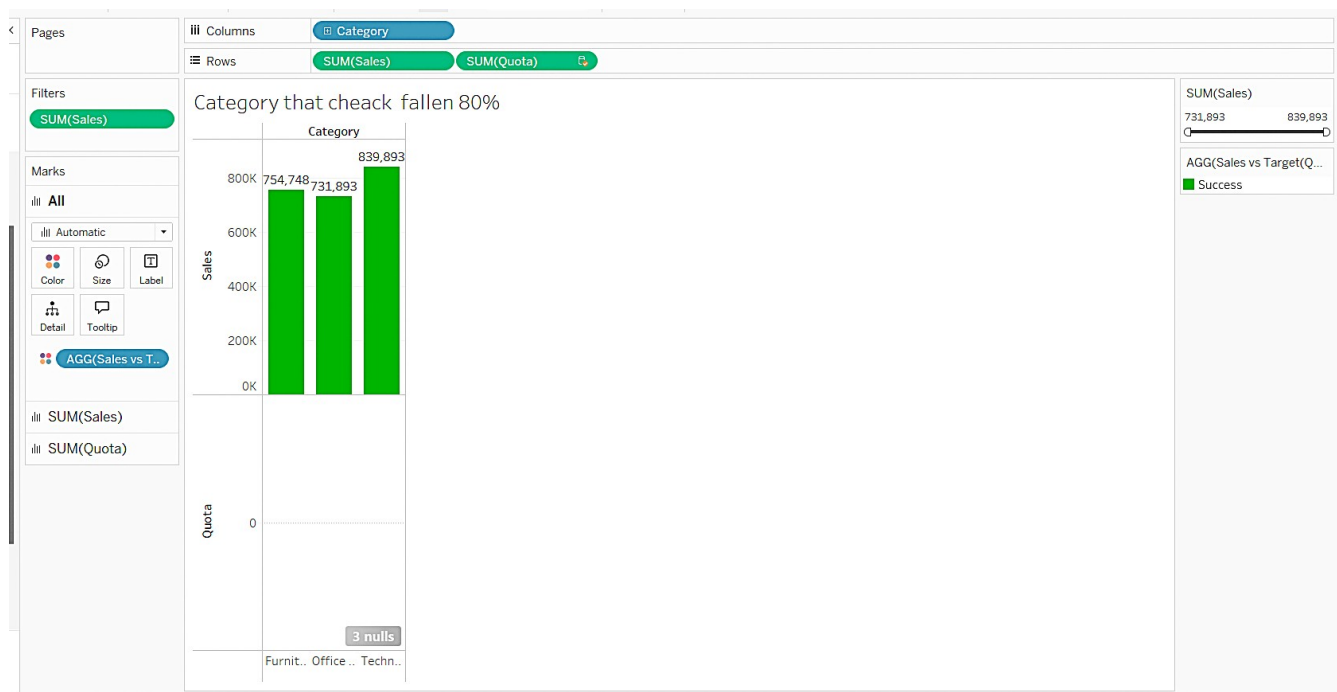 Pages
Columns
Category
Rows
SUM(Sales)
SUM(Quota)
Filters
SUM(Sales)
Marks
All
Automatic
Color
Size
Label
Detail
Tooltip
AGG(Sales vs T..
SUM(Sales)
SUM(Quota)
Category that cheack fallen 80%
Category
839,893
800K
754,748
731,893
600K
Sales
400K
200K
0K
Quota
0
3 nulls
Furnit.. Office .. Techn..
SUM(Sales)
731,893 839,893
AGG(Sales vs Target(Q...
Success